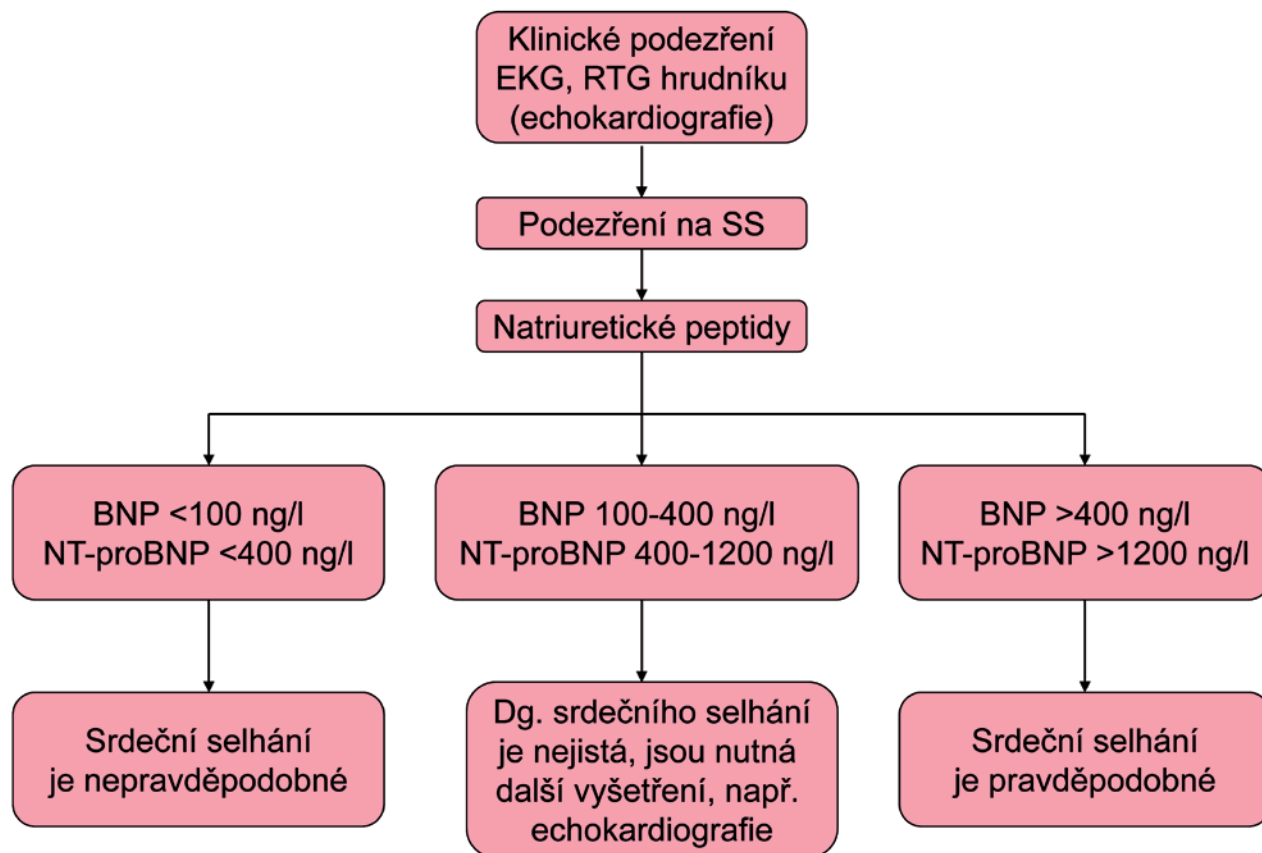 Klinické podezření
EKG, RTG hrudníku
(echokardiografie)
Podezření na SS
Natriuretické peptidy
BNP <100 ng/l
NT-proBNP <400 ng/l
BNP 100-400 ng/l
NT-proBNP 400-1200 ng/l
BNP >400 ng/l
NT-proBNP >1200 ng/l
Srdeční selhání
je nepravděpodobné
Dg. srdečního selhání
je nejistá, jsou nutná
další vyšetření, např.
echokardiografie
Srdeční selhání
je pravděpodobné